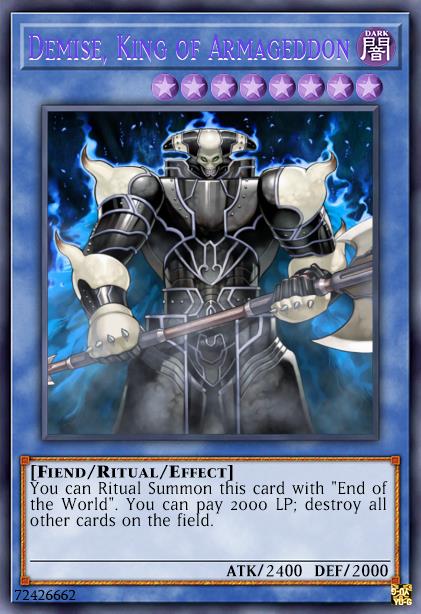 Demise, King of Armageddon
DARK
闇
[Fiend/Ritual/Effect]
You can Ritual Summon this card with "End of
the World". You can pay 2000 LP; destroy all
other cards on the field.
ATK/2400 DEF/2000
72426662